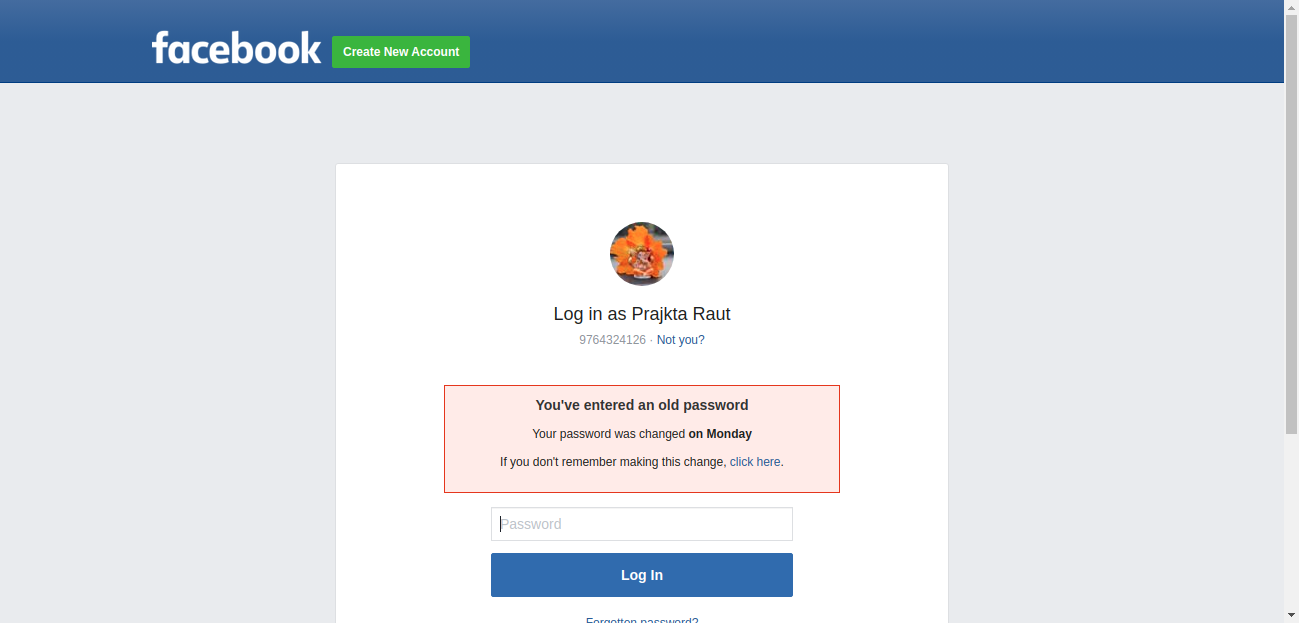 facebook
Create New Account
Log in as Prajkta Raut
9764324126 · Not you?
You've entered an old password
Your password was changed on Monday
If you don't remember making this change, click here.
Password
Log In
Forgotten password?